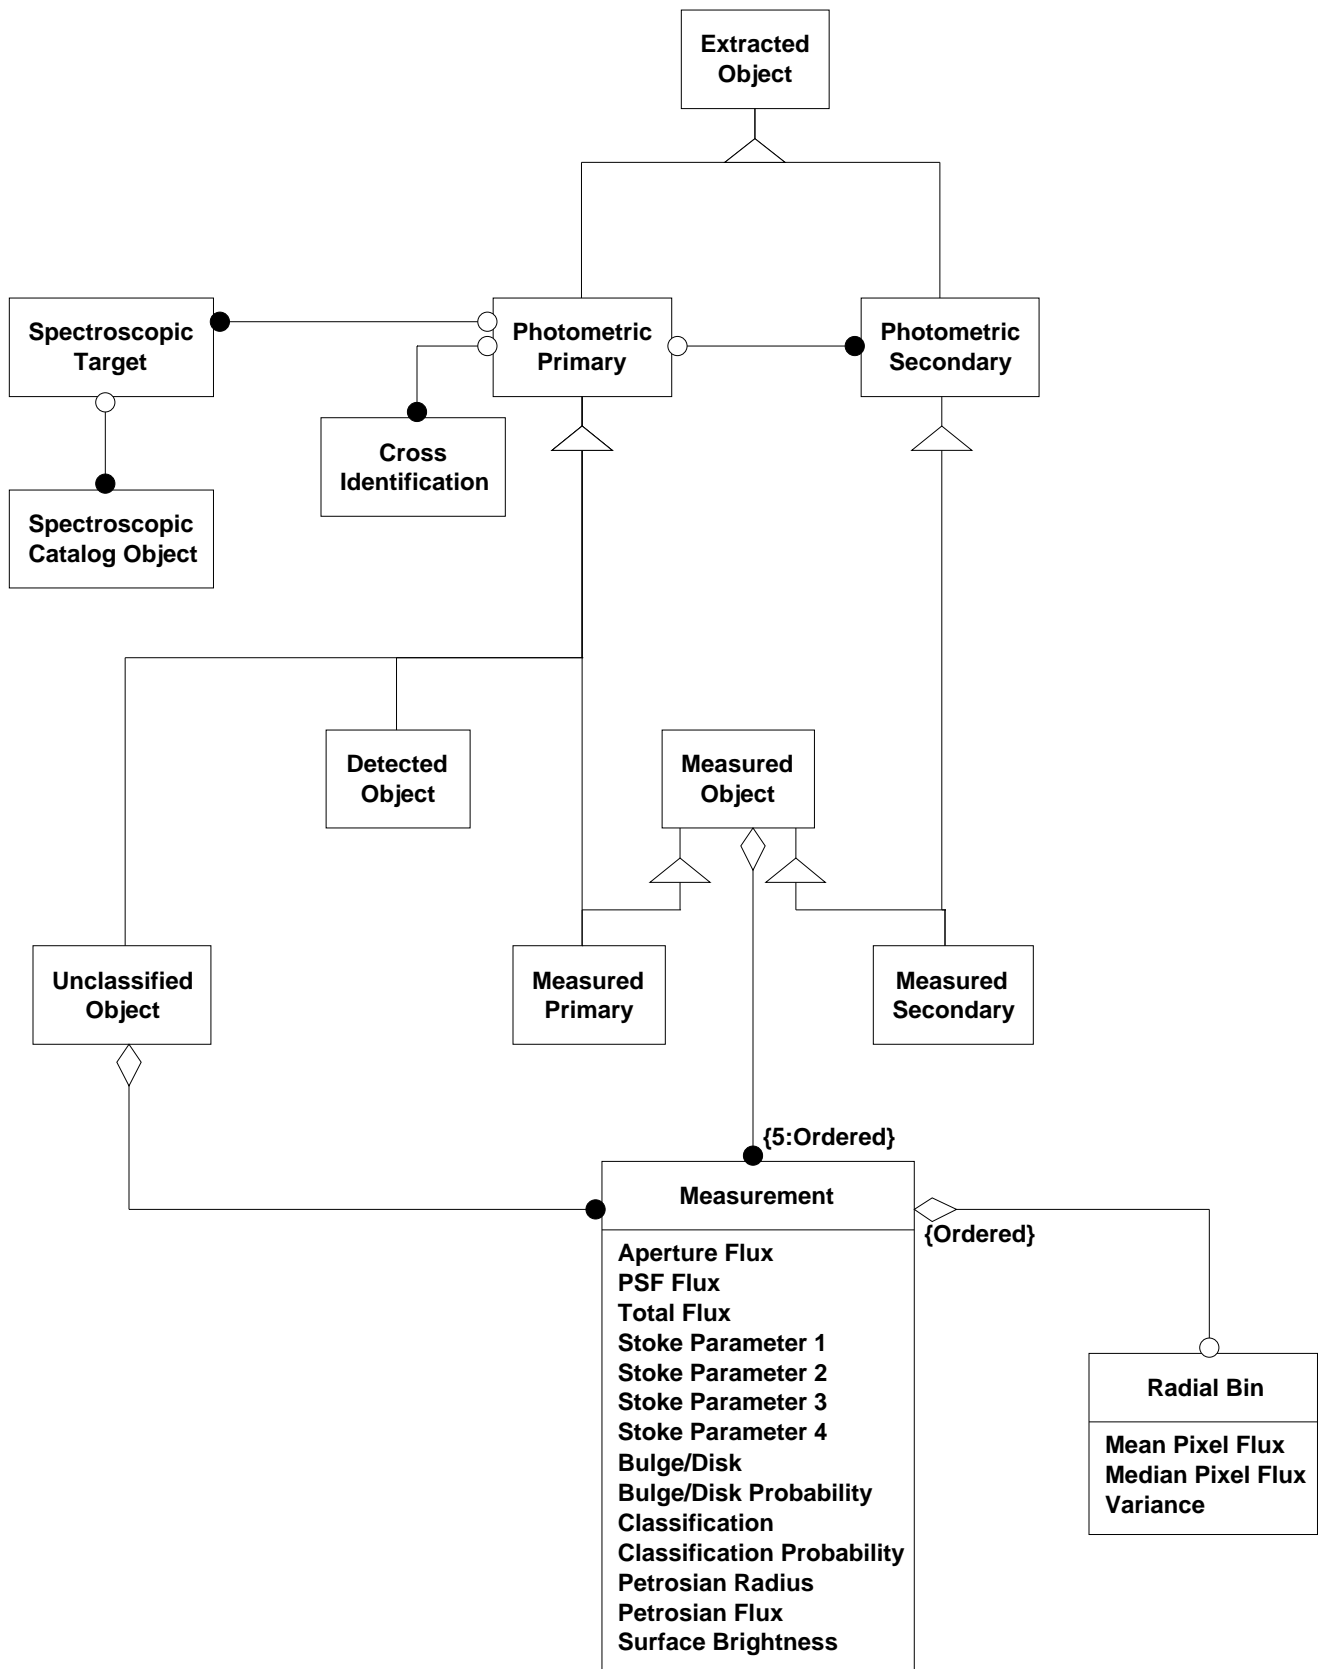 Extracted
Object
Spectroscopic
Target
Photometric
Primary
Photometric
Secondary
Cross
Identification
Spectroscopic
Catalog Object
Detected
Object
Measured
Object
Unclassified
Object
Measured
Primary
Measured
Secondary
{5:Ordered}
Measurement
{Ordered}
Aperture Flux
PSF Flux
Total Flux
Stoke Parameter 1
Stoke Parameter 2
Stoke Parameter 3
Stoke Parameter 4
Bulge/Disk
Bulge/Disk Probability
Classification
Classification Probability
Petrosian Radius
Petrosian Flux
Surface Brightness
Radial Bin
Mean Pixel Flux
Median Pixel Flux
Variance